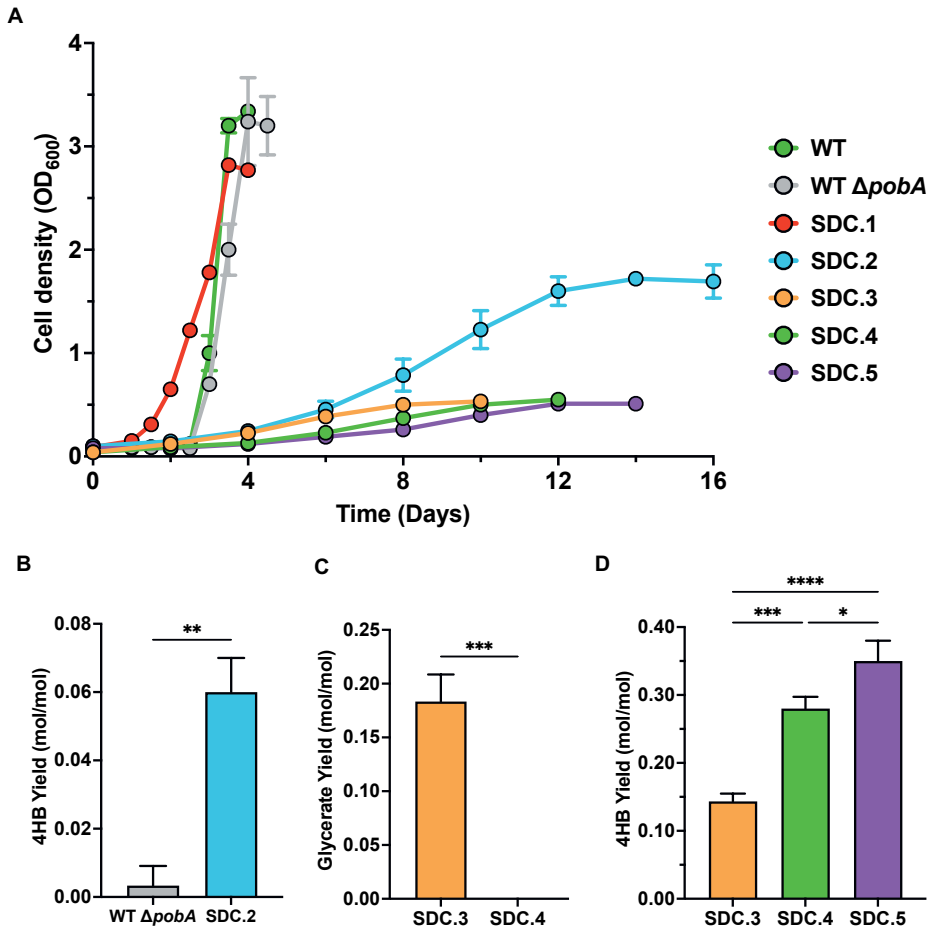 A
Cell density (OD600)
4
3
2
1
0
0
4
8
12
16
Time (Days)
WT
WT ΔpobA
SDC.1
SDC.2
SDC.3
SDC.4
SDC.5
B
4HB Yield (mol/mol)
0.08
0.06
0.04
0.02
0.00
**
WT ΔpobA SDC.2
C
Glycerate Yield (mol/mol)
0.25
0.20
0.15
0.10
0.05
0.00
***
SDC.3 SDC.4
D
4HB Yield (mol/mol)
0.40
0.30
0.20
0.10
0.00
****
*** *
SDC.3 SDC.4 SDC.5